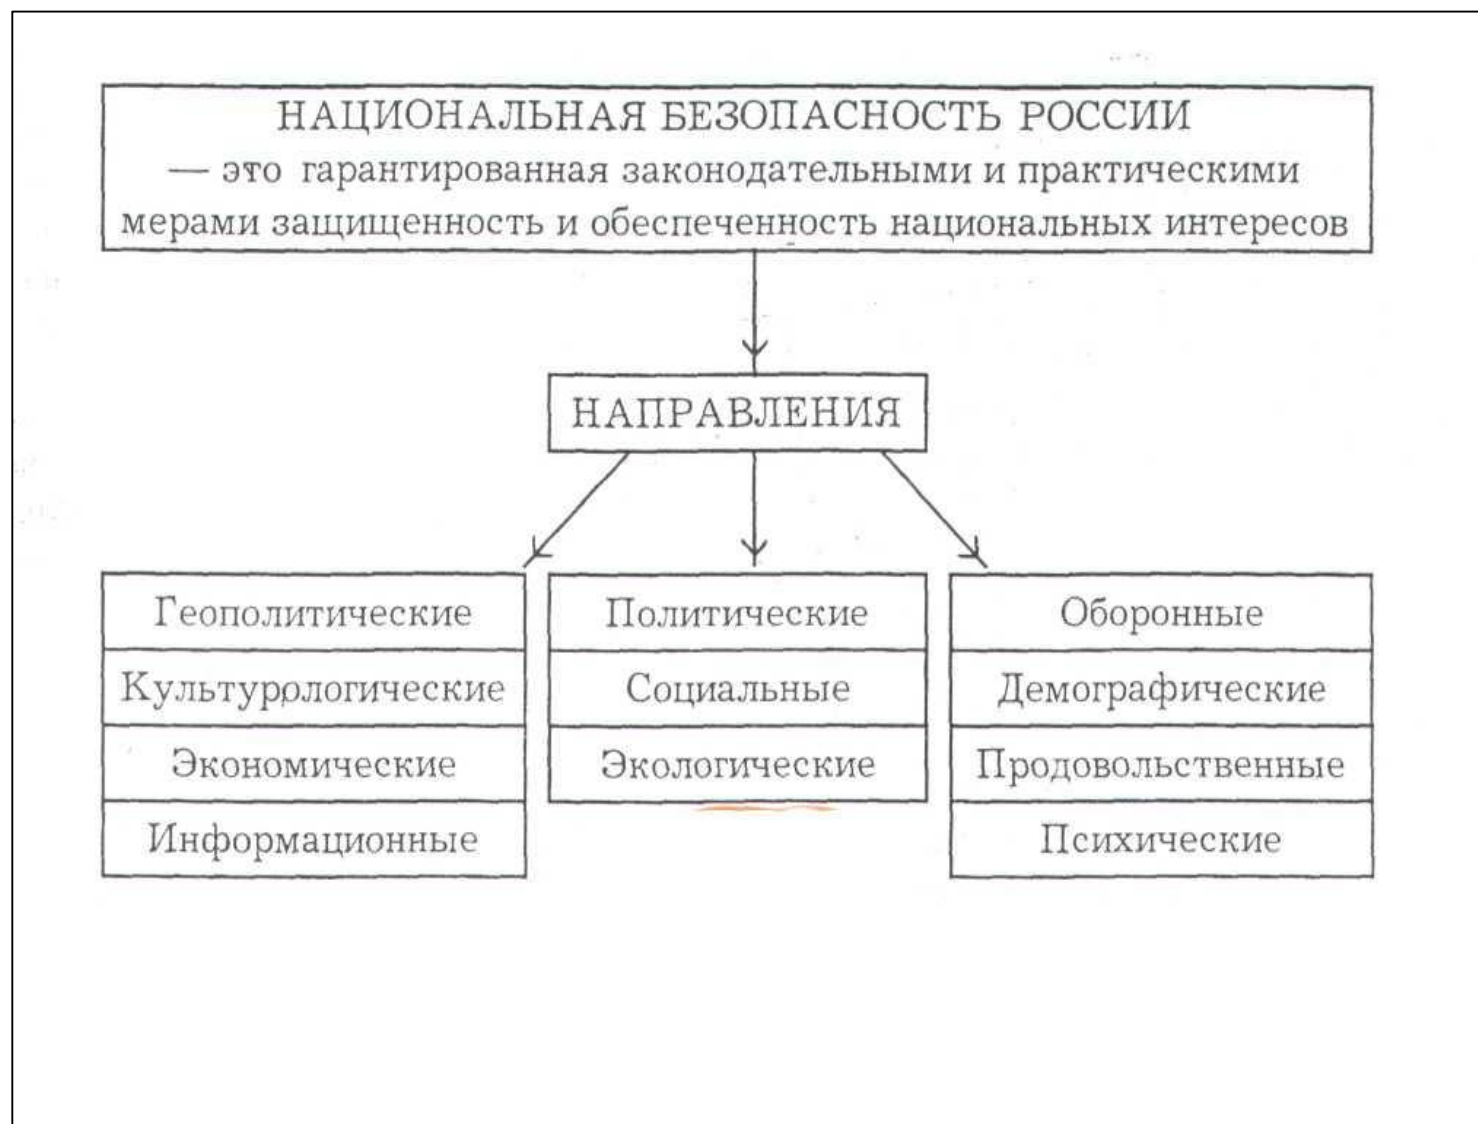 НАЦИОНАЛЬНАЯ БЕЗОПАСНОСТЬ РОССИИ
— это гарантированная законодательными и практическими
мерами защищенность и обеспеченность национальных интересов
НАПРАВЛЕНИЯ
Геополитические
Культурологические
Экономические
Информационные
Политические
Социальные
Экологические
Оборонные
Демографические
Продовольственные
Психические